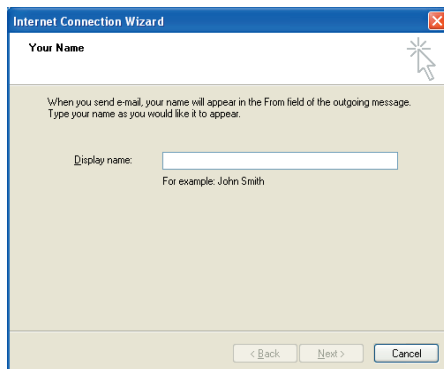 Internet Connection Wizard
Your Name
When you send e-mail, your name will appear in the From field of the outgoing message.
Type your name as you would like it to appear.
Display name:
For example: John Smith
< Back
Next >
Cancel